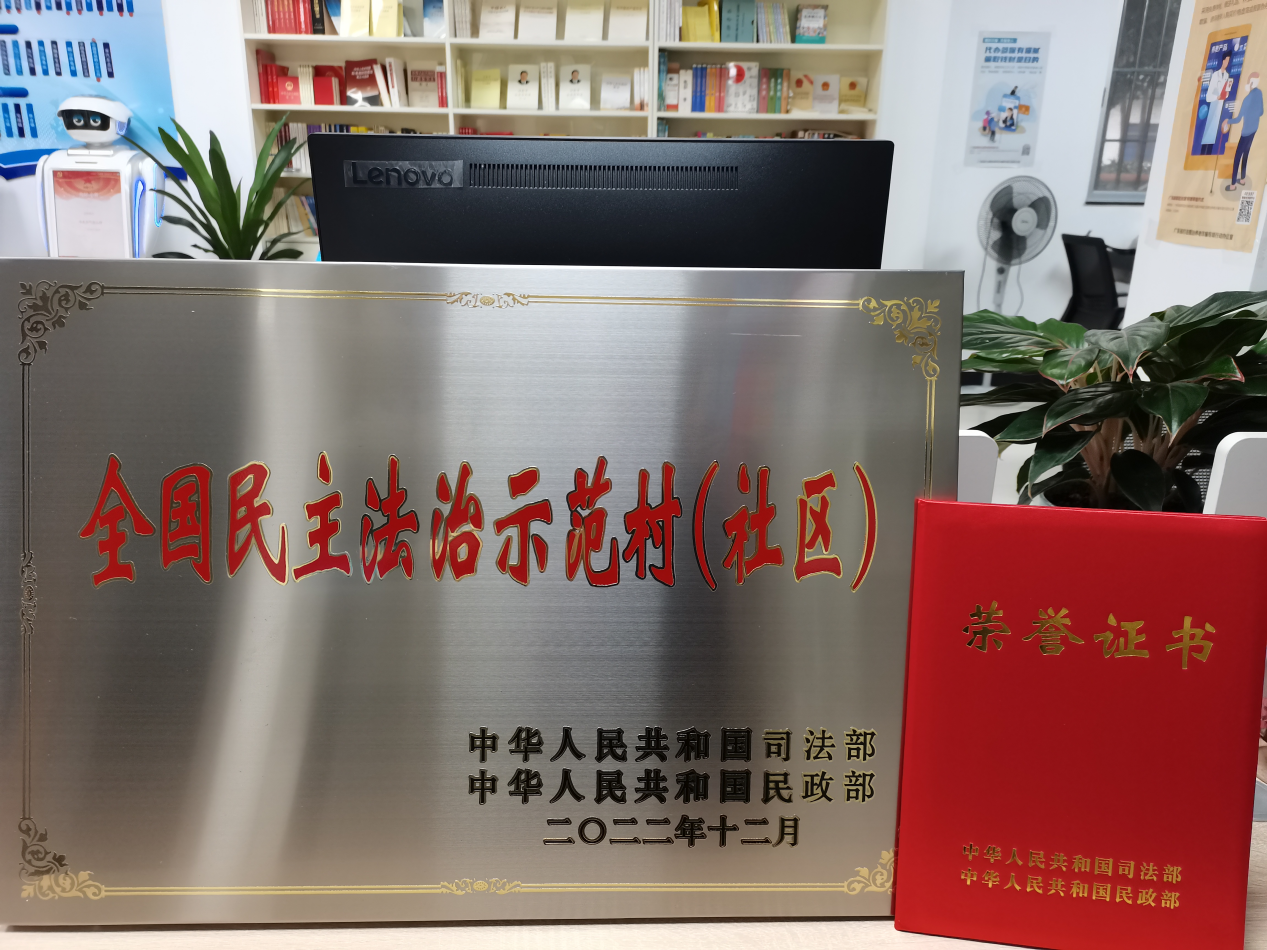 Lenovo
全国民主法治示范村(社区)
中华人民共和国司法部
中华人民共和国民政部
二〇二二年十二月
荣誉证书
中华人民共和国司法部
中华人民共和国民政部